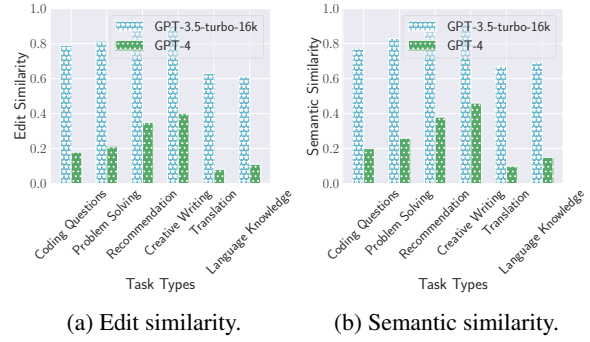 1.0
0.8
0.6
0.4
0.2
0.0
Edit Similarity
GPT-3.5-turbo-16k
GPT-4
Coding Questions
Problem Solving
Recommendation
Creative Writing
Translation
Language Knowledge
Task Types
(a) Edit similarity.
1.0
0.8
0.6
0.4
0.2
0.0
Semantic Similarity
GPT-3.5-turbo-16k
GPT-4
Coding Questions
Problem Solving
Recommendation
Creative Writing
Translation
Language Knowledge
Task Types
(b) Semantic similarity.